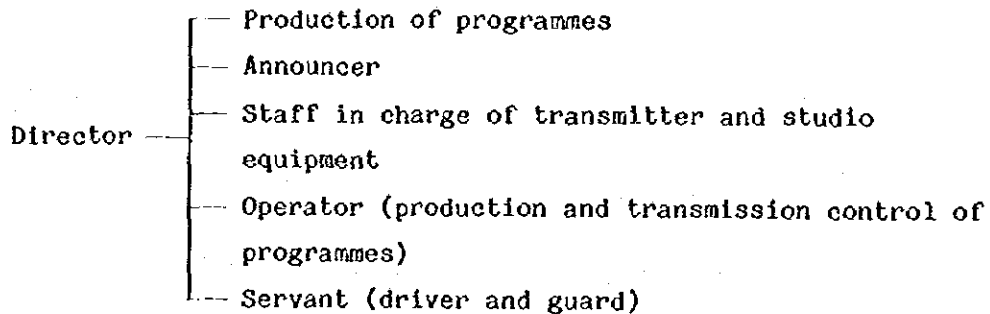 Production of programmes
Announcer
Staff in charge of transmitter and studio
Director
equipment
Operator (production and transmission control of
programmes)
Servant (driver and guard)